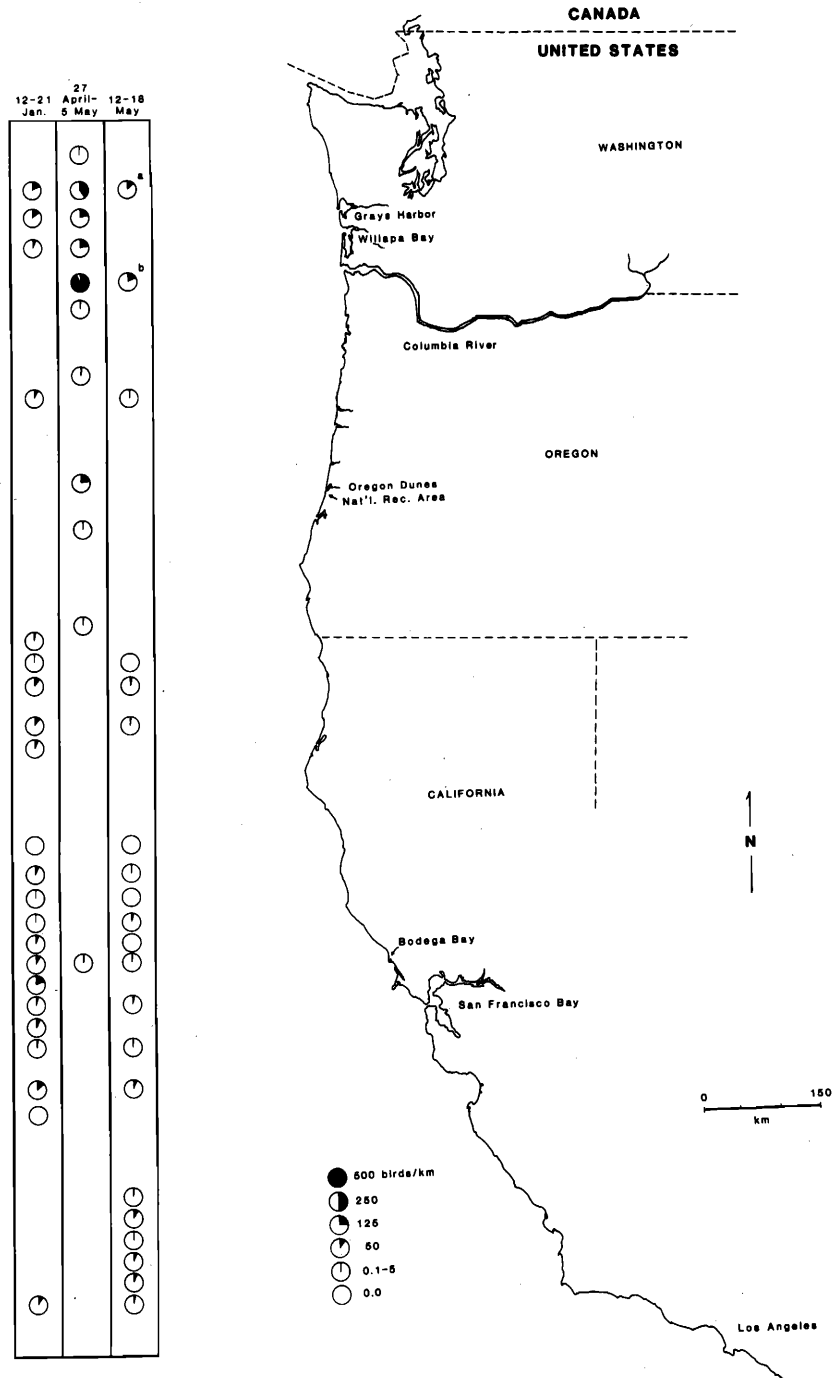 CANADA
UNITED STATES
27
12-21 April- 12-18
Jan. 5 May May
WASHINGTON
a
Grays Harbor
Willapa Bay
b
Columbia River
OREGON
Oregon Dunes
Nat'l. Rec. Area
CALIFORNIA
N
Bodega Bay
San Francisco Bay
0 150
km
500 birds/km
250
125
50
0.1-5
0.0
Los Angeles